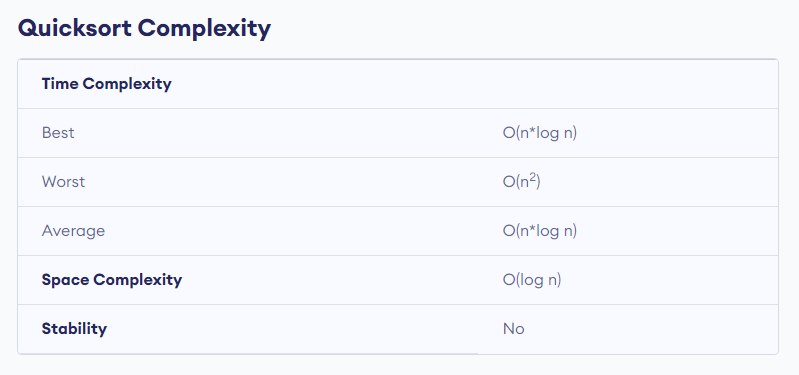 Quicksort Complexity
Time Complexity
Best O(n*log n)
Worst O(n²)
Average O(n*log n)
Space Complexity O(log n)
Stability No